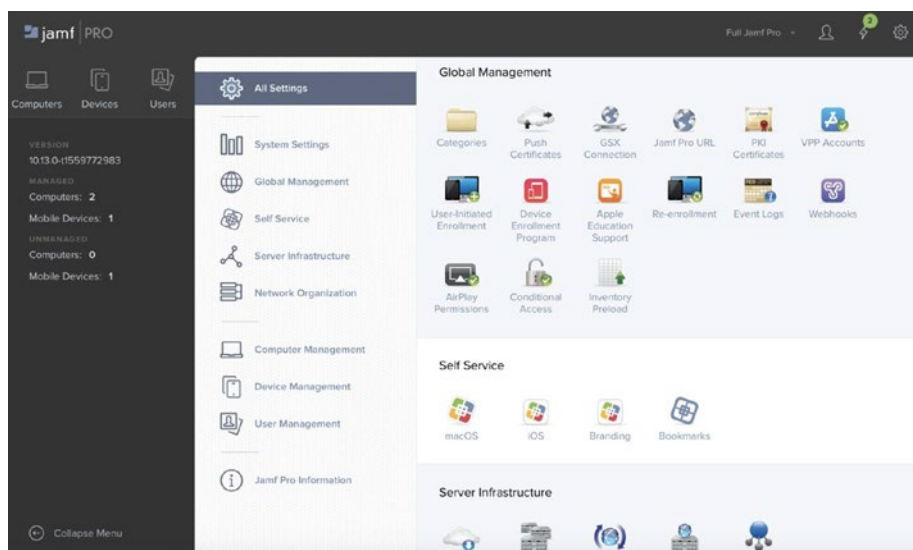 jamf PRO
Full Jamf Pro
2
Computers
Devices
Users
VERSION
10.13.0-t1559772983
MANAGED
Computers: 2
Mobile Devices: 1
UNMANAGED
Computers: 0
Mobile Devices: 1
Collapse Menu
All Settings
System Settings
Global Management
Self Service
Server Infrastructure
Network Organization
Computer Management
Device Management
User Management
Jamf Pro Information
Global Management
Categories
Push
Certificates
GSX
Connection
Jamf Pro URL
PKI
Certificates
VPP Accounts
User-Initiated
Enrollment
Device
Enrollment
Program
Apple
Education
Support
Re-enrollment
Event Logs
Webhooks
AirPlay
Permissions
Conditional
Access
Inventory
Preload
Self Service
macOS
iOS
Branding
Bookmarks
Server Infrastructure